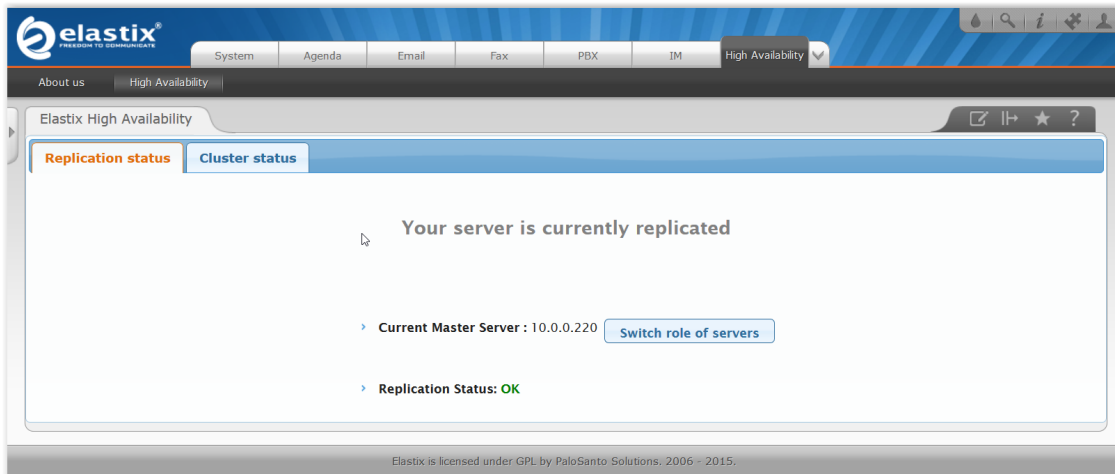 elastix®
FREEDOM TO COMMUNICATE
System Agenda Email Fax PBX IM High Availability
About us High Availability
Elastix High Availability
Replication status Cluster status
Your server is currently replicated
Current Master Server : 10.0.0.220 Switch role of servers
Replication Status: OK
Elastix is licensed under GPL by PaloSanto Solutions. 2006 - 2015.